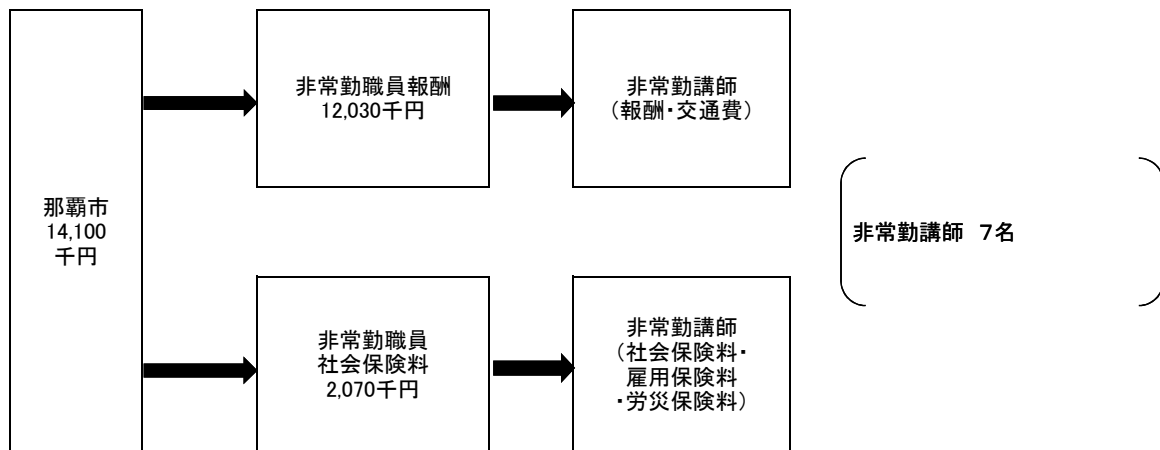 那覇市
14,100
千円
非常勤職員報酬
12,030千円
非常勤講師
（報酬・交通費）
非常勤職員
社会保険料
2,070千円
非常勤講師
（社会保険料・
雇用保険料
・労災保険料）
非常勤講師　7名